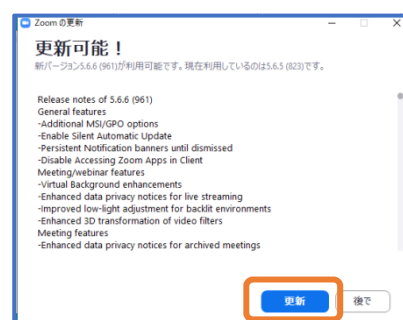 Zoom の更新
更新可能！
新バージョン5.6.6 (961)が利用可能です。現在利用しているのは5.6.5 (823)です。
Release notes of 5.6.6 (961)
General features
-Additional MSI/GPO options
-Enable Silent Automatic Update
-Persistent Notification banners until dismissed
-Disable Accessing Zoom Apps in Client
Meeting/webinar features
-Virtual Background enhancements
-Enhanced data privacy notices for live streaming
-Improved low-light adjustment for backlit environments
-Enhanced 3D transformation of video filters
Meeting features
-Enhanced data privacy notices for archived meetings
更新
後で